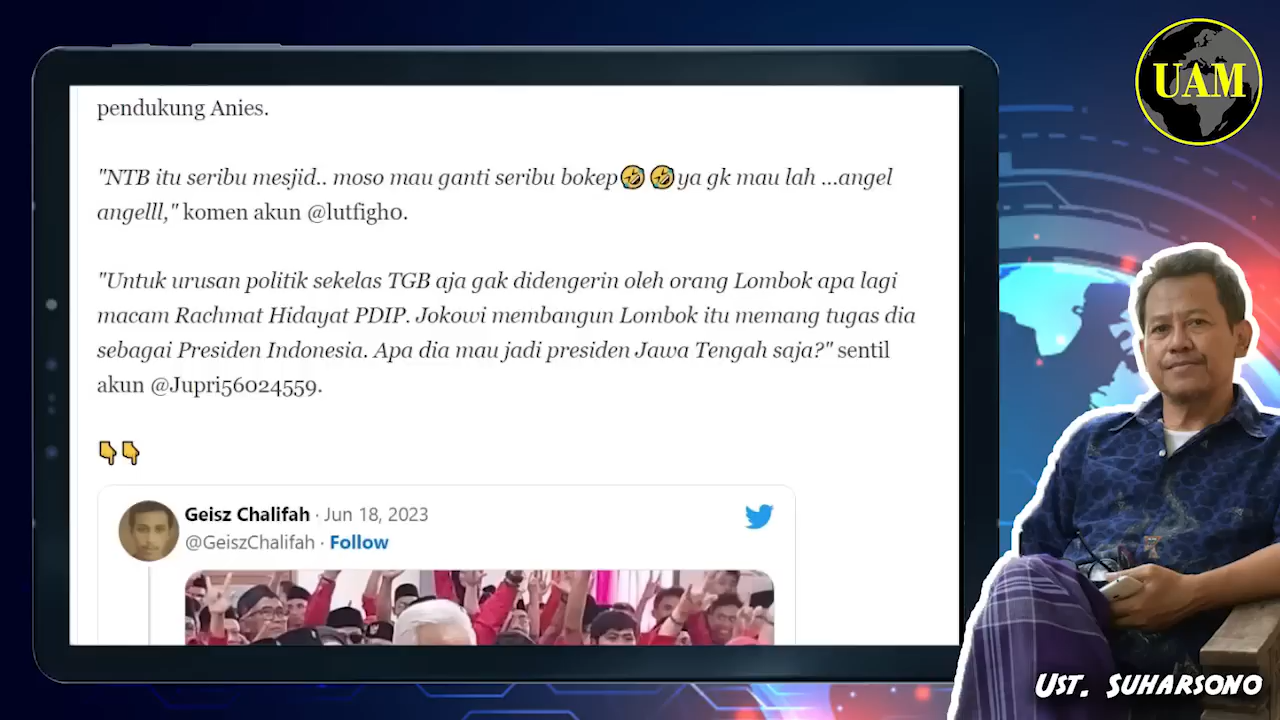 UAM
pendukung Anies.
"NTB itu seribu mesjid.. moso mau ganti seribu bokep🤣 🤣ya gk mau lah ...angel
angelll," komen akun @lutfigh0.
"Untuk urusan politik sekelas TGB aja gak didengerin oleh orang Lombok apa lagi
macam Rachmat Hidayat PDIP. Jokowi membangun Lombok itu memang tugas dia
sebagai Presiden Indonesia. Apa dia mau jadi presiden Jawa Tengah saja?" sentil
akun @Jupri56024559.
👇👇
Geisz Chalifah · Jun 18, 2023
@GeiszChalifah · Follow
UST. SUHARSONO